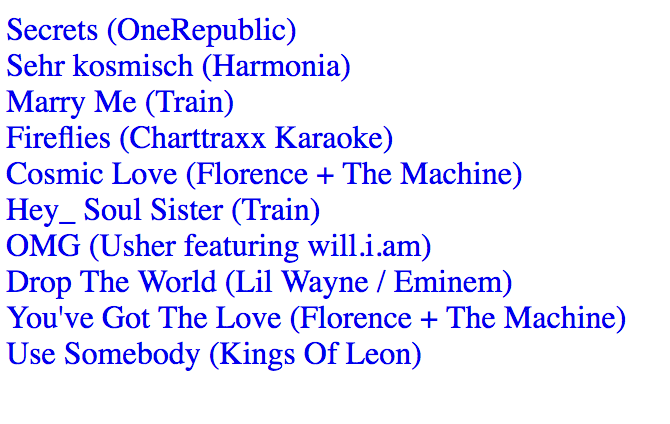 Secrets (OneRepublic)
Sehr kosmisch (Harmonia)
Marry Me (Train)
Fireflies (Charttraxx Karaoke)
Cosmic Love (Florence + The Machine)
Hey_ Soul Sister (Train)
OMG (Usher featuring will.i.am)
Drop The World (Lil Wayne / Eminem)
You've Got The Love (Florence + The Machine)
Use Somebody (Kings Of Leon)